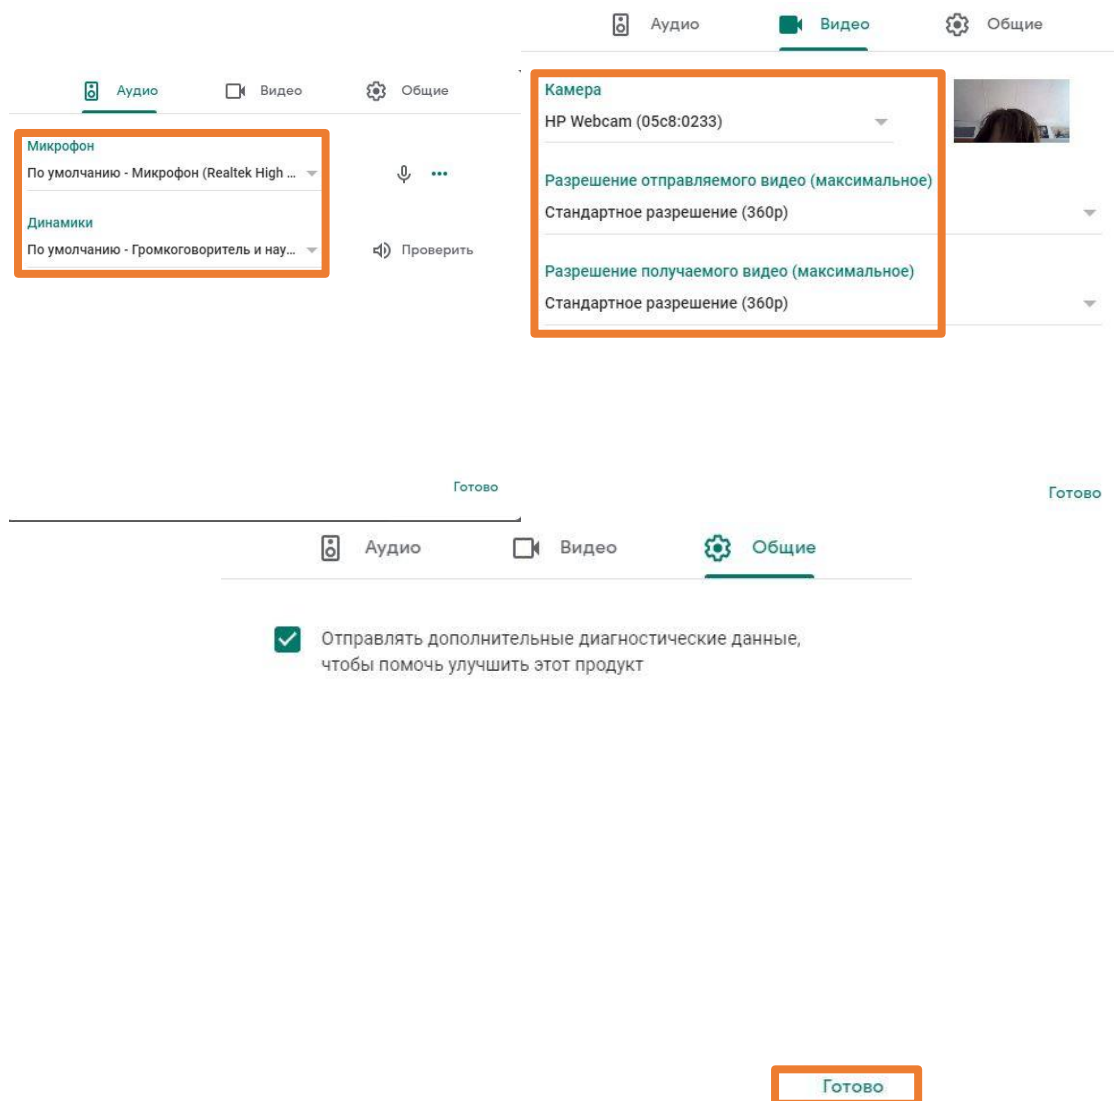 Аудио Видео Общие
Микрофон
По умолчанию - Микрофон (Realtek High ...
Динамики
По умолчанию - Громкоговоритель и нау...
Проверить
Готово
Аудио Видео Общие
Камера
HP Webcam (05c8:0233)
Разрешение отправляемого видео (максимальное)
Стандартное разрешение (360p)
Разрешение получаемого видео (максимальное)
Стандартное разрешение (360p)
Готово
Аудио Видео Общие
Отправлять дополнительные диагностические данные,
чтобы помочь улучшить этот продукт
Готово